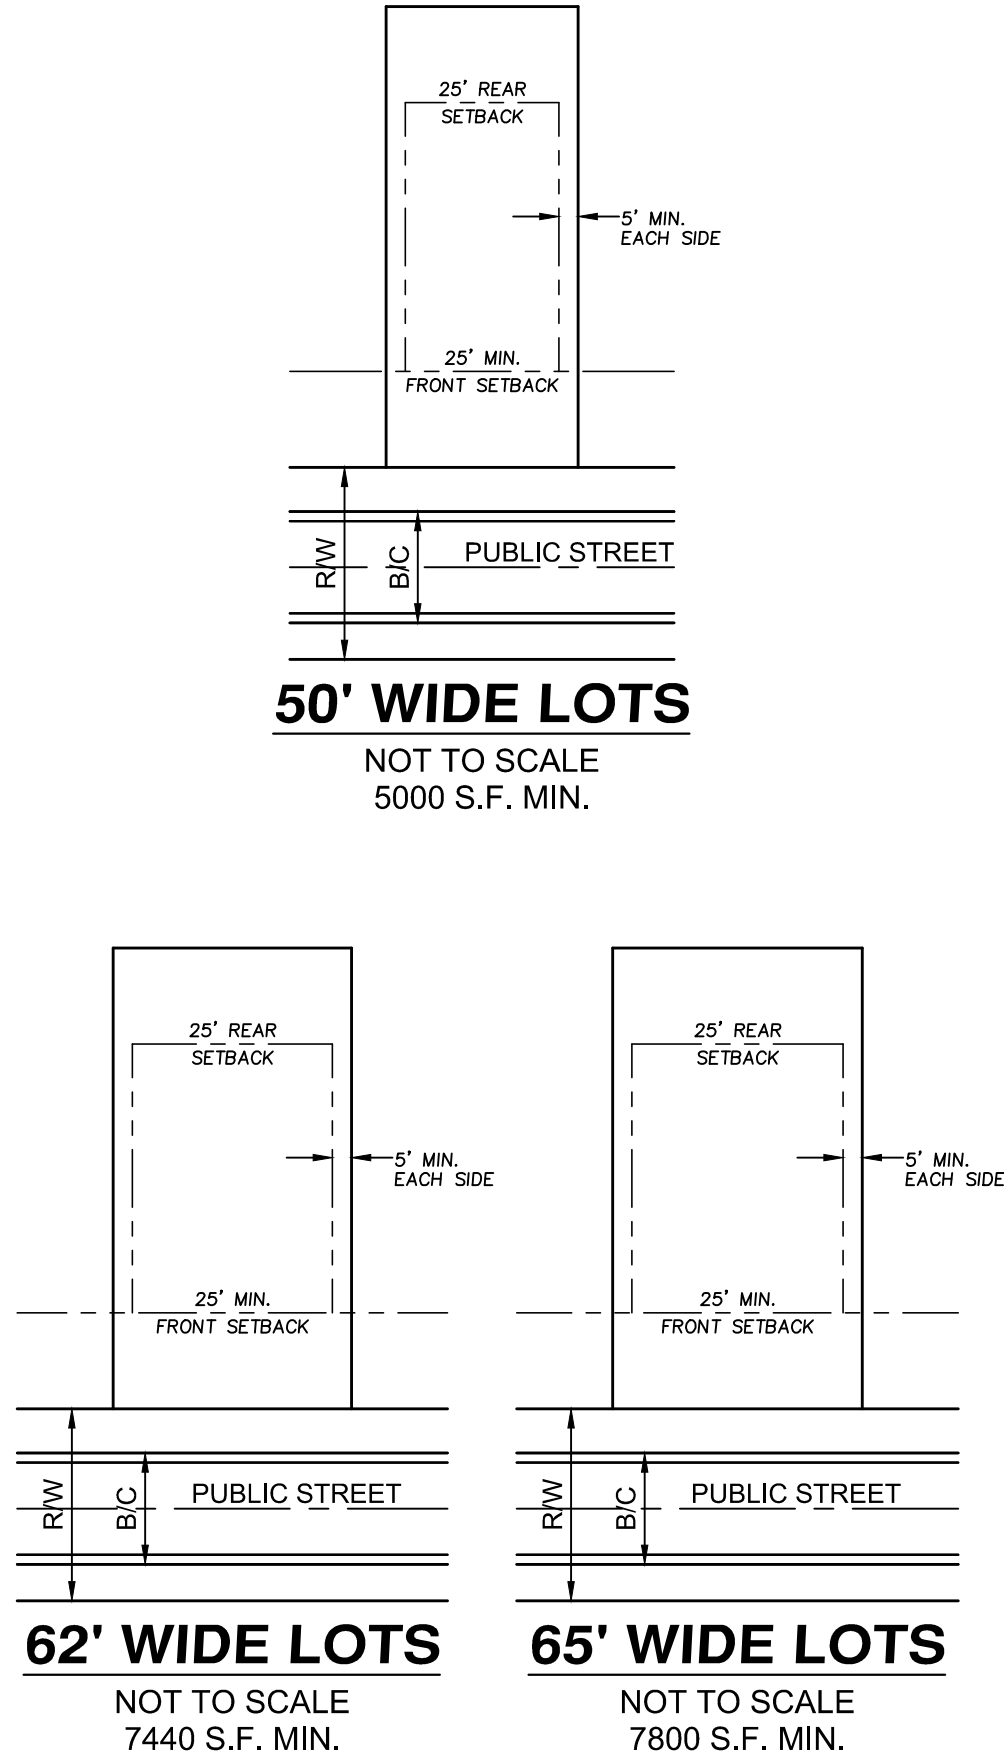 25' REAR
SETBACK
5' MIN.
EACH SIDE
25' MIN.
FRONT SETBACK
R/W
B/C
PUBLIC STREET
50' WIDE LOTS
NOT TO SCALE
5000 S.F. MIN.
25' REAR
SETBACK
5' MIN.
EACH SIDE
25' MIN.
FRONT SETBACK
R/W
B/C
PUBLIC STREET
62' WIDE LOTS
NOT TO SCALE
7440 S.F. MIN.
25' REAR
SETBACK
5' MIN.
EACH SIDE
25' MIN.
FRONT SETBACK
R/W
B/C
PUBLIC STREET
65' WIDE LOTS
NOT TO SCALE
7800 S.F. MIN.